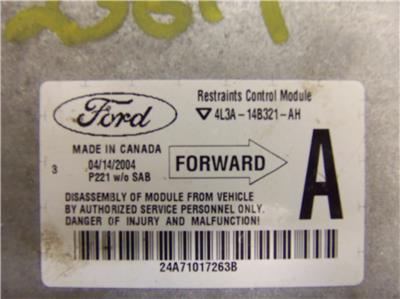 Ford
Restraints Control Module
4L3A-14B321-AH
MADE IN CANADA
3
04/14/2004
P221 w/o SAB
FORWARD
A
DISASSEMBLY OF MODULE FROM VEHICLE
BY AUTHORIZED SERVICE PERSONNEL ONLY.
DANGER OF INJURY AND MALFUNCTION!
24A71017263B